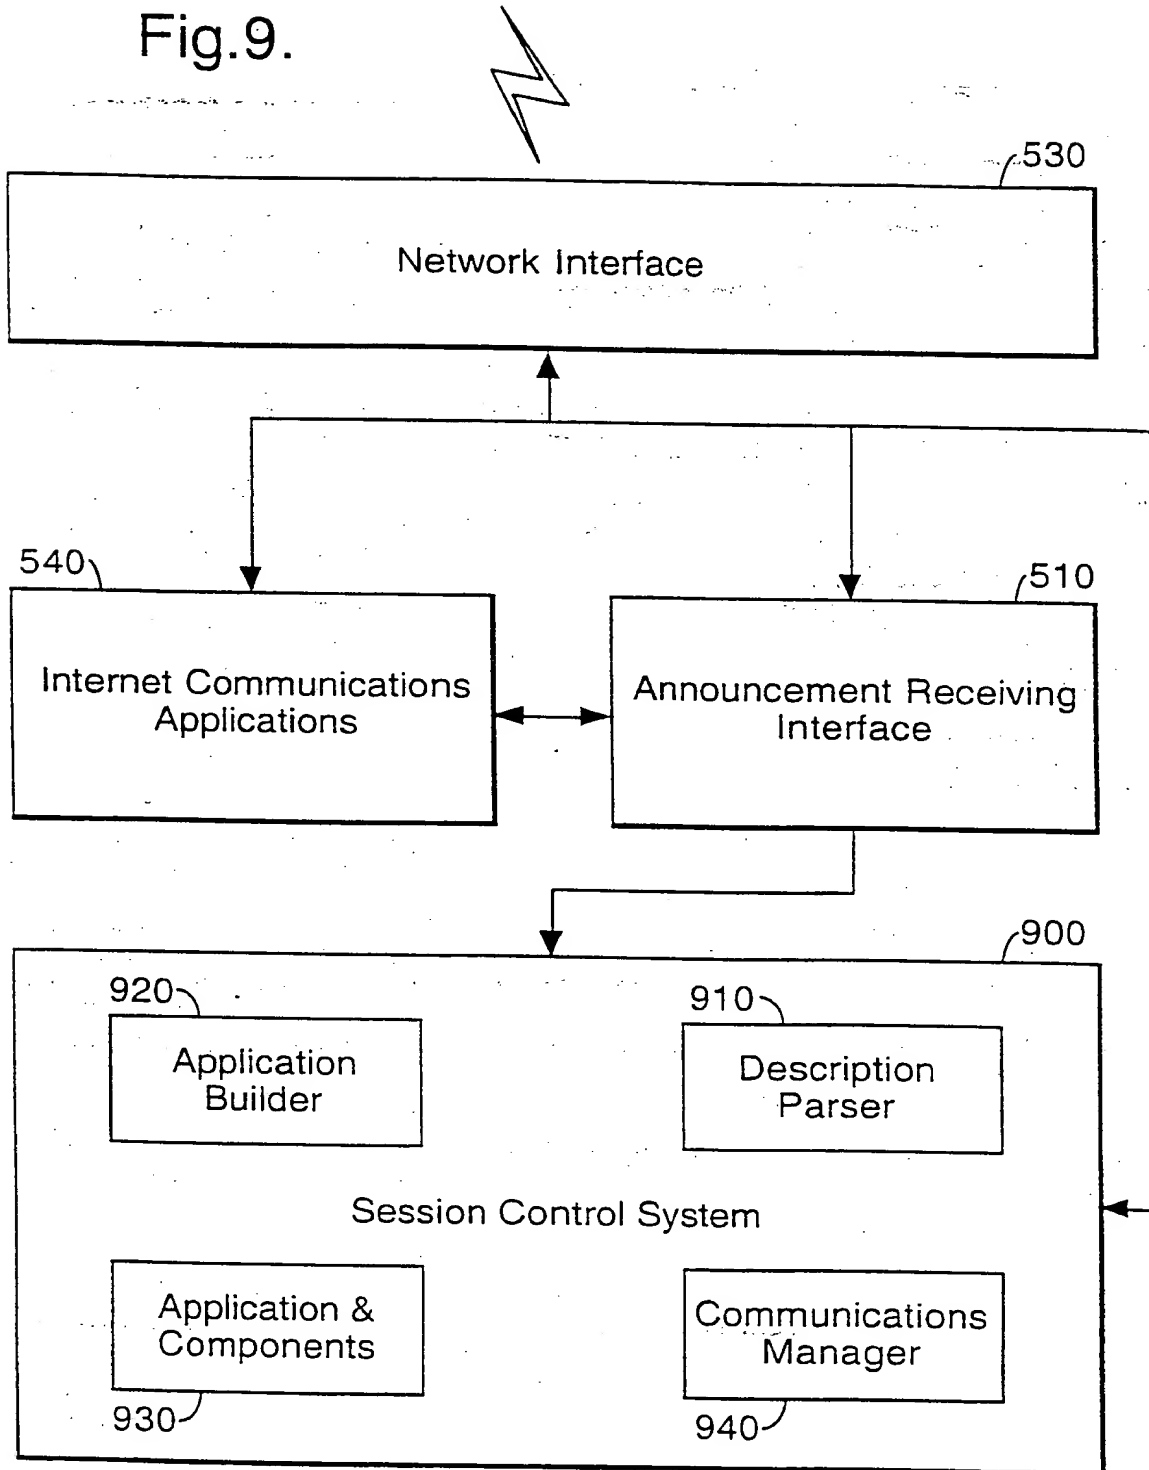 Fig.9.
530
Network Interface
540
510
Internet Communications
Applications
Announcement Receiving
Interface
900
920
910
Application
Builder
Description
Parser
Session Control System
Application &
Components
Communications
Manager
930
940